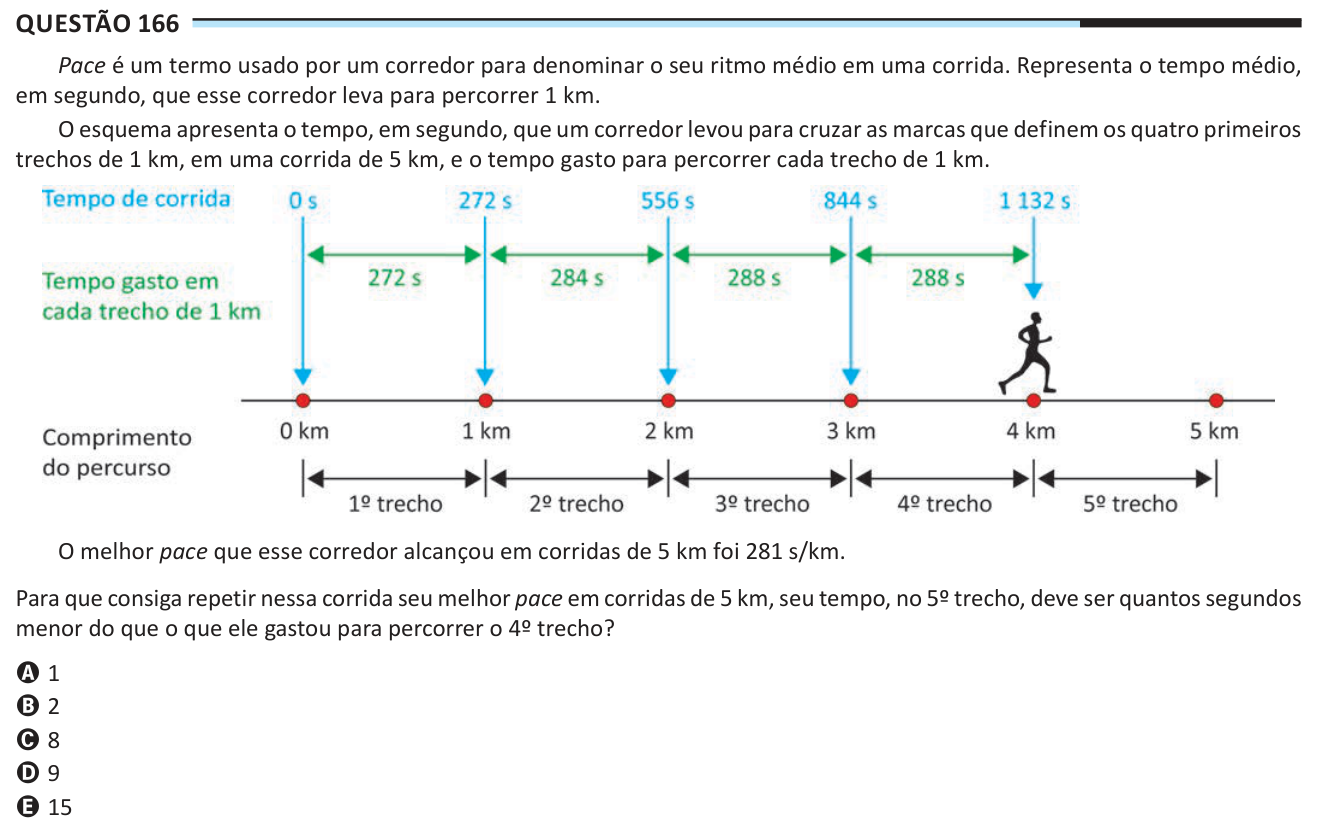 QUESTÃO 166
Pace é um termo usado por um corredor para denominar o seu ritmo médio em uma corrida. Representa o tempo médio,
em segundo, que esse corredor leva para percorrer 1 km.
O esquema apresenta o tempo, em segundo, que um corredor levou para cruzar as marcas que definem os quatro primeiros
trechos de 1 km, em uma corrida de 5 km, e o tempo gasto para percorrer cada trecho de 1 km.
Tempo de corrida 0 s 272 s 556 s 844 s 1 132 s
272 s 284 s 288 s 288 s
Tempo gasto em
cada trecho de 1 km
0 km 1 km 2 km 3 km 4 km 5 km
Comprimento
do percurso
1º trecho 2º trecho 3º trecho 4º trecho 5º trecho
O melhor pace que esse corredor alcançou em corridas de 5 km foi 281 s/km.
Para que consiga repetir nessa corrida seu melhor pace em corridas de 5 km, seu tempo, no 5º trecho, deve ser quantos segundos
menor do que o que ele gastou para percorrer o 4º trecho?
A 1
B 2
C 8
D 9
E 15